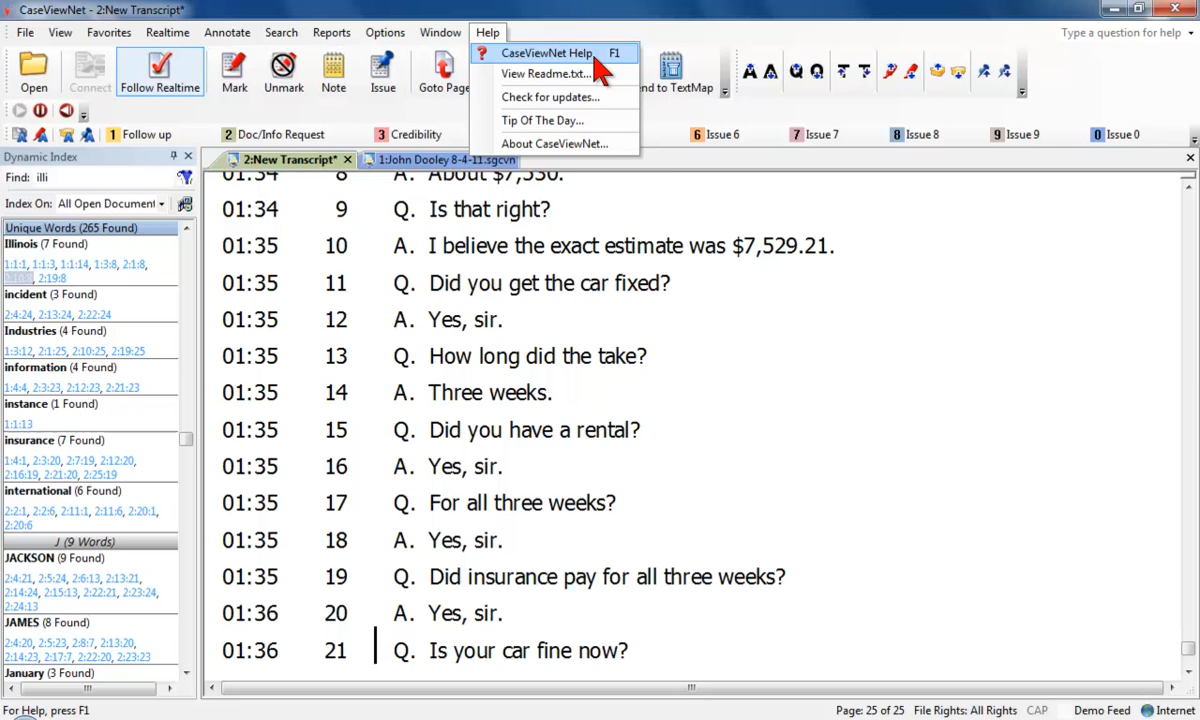 CaseViewNet - 2:New Transcript*
File View Favorites Realtime Annotate Search Reports Options Window Help Type a question for help
Open Connect Follow Realtime Mark Unmark Note Issue Goto Page end to TextMap
CaseViewNet Help F1
View Readme.txt...
Check for updates...
Tip Of The Day...
About CaseViewNet...
1 Follow up 2 Doc/Info Request 3 Credibility 6 Issue 6 7 Issue 7 8 Issue 8 9 Issue 9 0 Issue 0
Dynamic Index
2:New Transcript* 1:John Dooley 8-4-11.sgcvn
Find: illi
Index On: All Open Document
Unique Words (265 Found)
Illinois (7 Found)
1:1:1, 1:1:3, 1:1:14, 1:3:8, 2:1:8,
2:19:8
incident (3 Found)
2:4:24, 2:13:24, 2:22:24
Industries (4 Found)
1:3:12, 2:1:25, 2:10:25, 2:19:25
information (4 Found)
1:4:4, 2:3:23, 2:12:23, 2:21:23
instance (1 Found)
1:1:13
insurance (7 Found)
1:4:1, 2:3:20, 2:7:19, 2:12:20,
2:16:19, 2:21:20, 2:25:19
international (6 Found)
2:2:1, 2:2:6, 2:11:1, 2:11:6, 2:20:1,
2:20:6
J (9 Words)
JACKSON (9 Found)
2:4:21, 2:5:24, 2:6:13, 2:13:21,
2:14:24, 2:15:13, 2:22:21, 2:23:24,
2:24:13
JAMES (8 Found)
2:4:20, 2:5:23, 2:8:7, 2:13:20,
2:14:23, 2:17:7, 2:22:20, 2:23:23
January (3 Found)
01:34 8 A. About $7,530.
01:34 9 Q. Is that right?
01:35 10 A. I believe the exact estimate was $7,529.21.
01:35 11 Q. Did you get the car fixed?
01:35 12 A. Yes, sir.
01:35 13 Q. How long did the take?
01:35 14 A. Three weeks.
01:35 15 Q. Did you have a rental?
01:35 16 A. Yes, sir.
01:35 17 Q. For all three weeks?
01:35 18 A. Yes, sir.
01:35 19 Q. Did insurance pay for all three weeks?
01:36 20 A. Yes, sir.
01:36 21 Q. Is your car fine now?
For Help, press F1 Page: 25 of 25 File Rights: All Rights CAP Demo Feed Internet